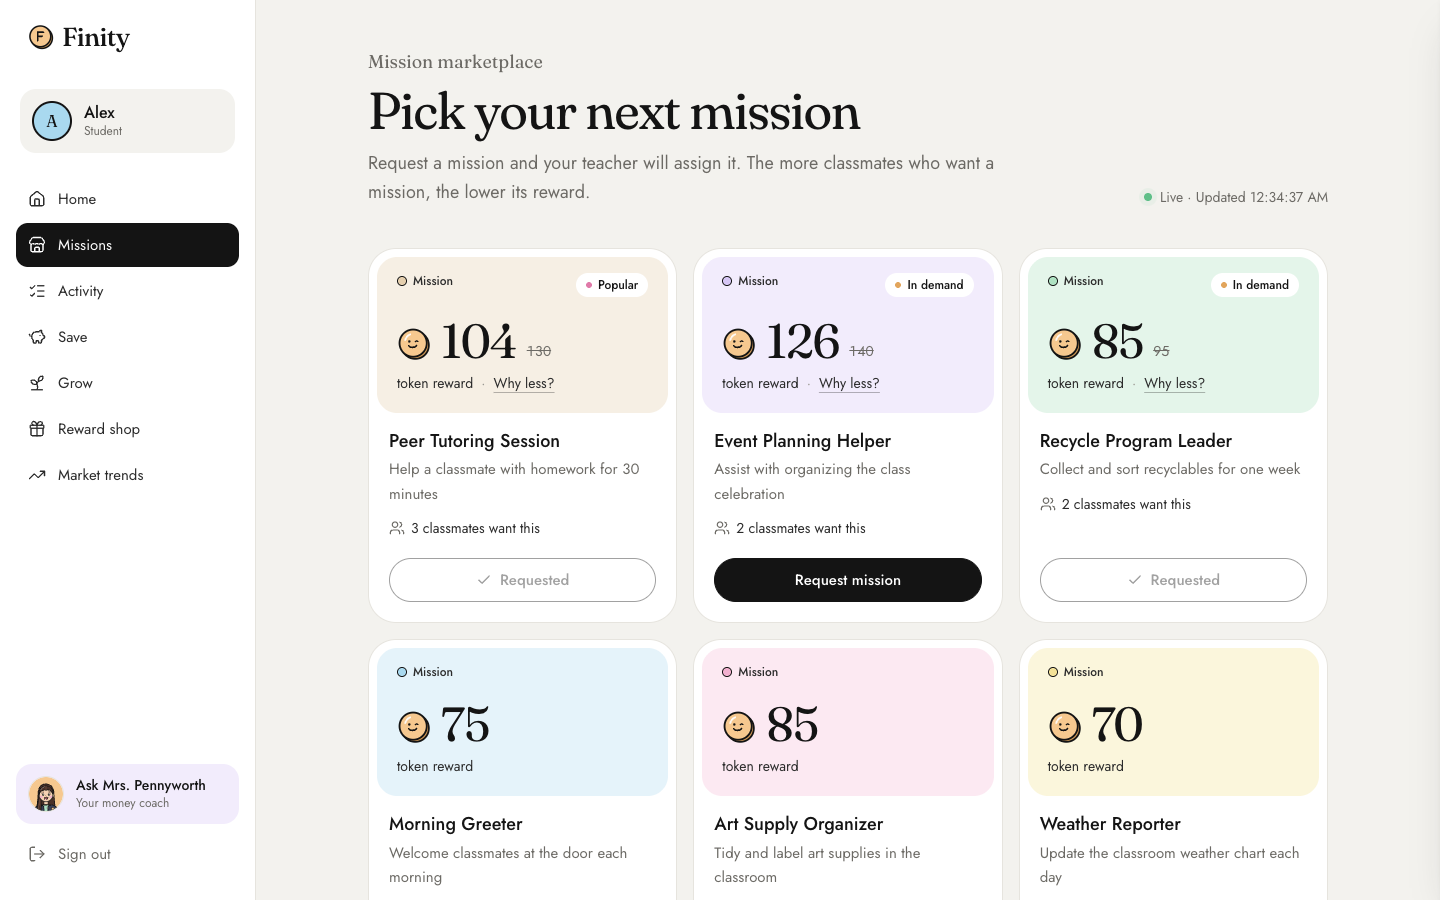 Finity
A
Alex
Student
Home
Missions
Activity
Save
Grow
Reward shop
Market trends
Ask Mrs. Pennyworth
Your money coach
Sign out
Mission marketplace
Pick your next mission
Request a mission and your teacher will assign it. The more classmates who want a
mission, the lower its reward.
Live · Updated 12:34:37 AM
Mission
Popular
104 130
token reward · Why less?
Peer Tutoring Session
Help a classmate with homework for 30
minutes
3 classmates want this
Requested
Mission
In demand
126 140
token reward · Why less?
Event Planning Helper
Assist with organizing the class
celebration
2 classmates want this
Request mission
Mission
In demand
85 95
token reward · Why less?
Recycle Program Leader
Collect and sort recyclables for one week
2 classmates want this
Requested
Mission
75
token reward
Morning Greeter
Welcome classmates at the door each
morning
Mission
85
token reward
Art Supply Organizer
Tidy and label art supplies in the
classroom
Mission
70
token reward
Weather Reporter
Update the classroom weather chart each
day